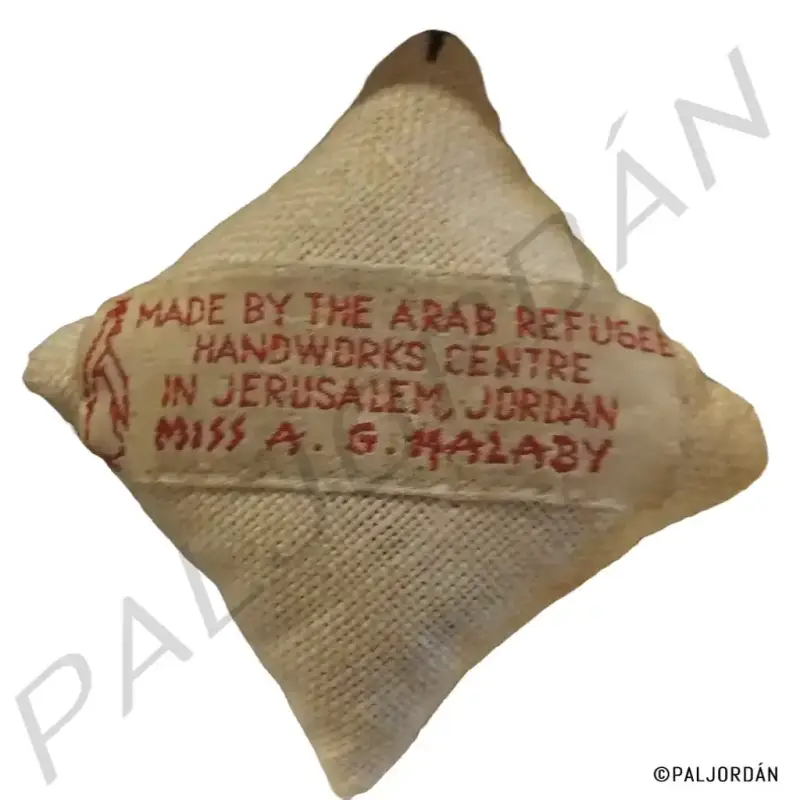 MADE BY THE ARAB REFUGEE
HANDWORKS CENTRE
IN JERUSALEM, JORDAN
MISS A. G. HALABY
PALJORDÁN
©PALJORDÁN